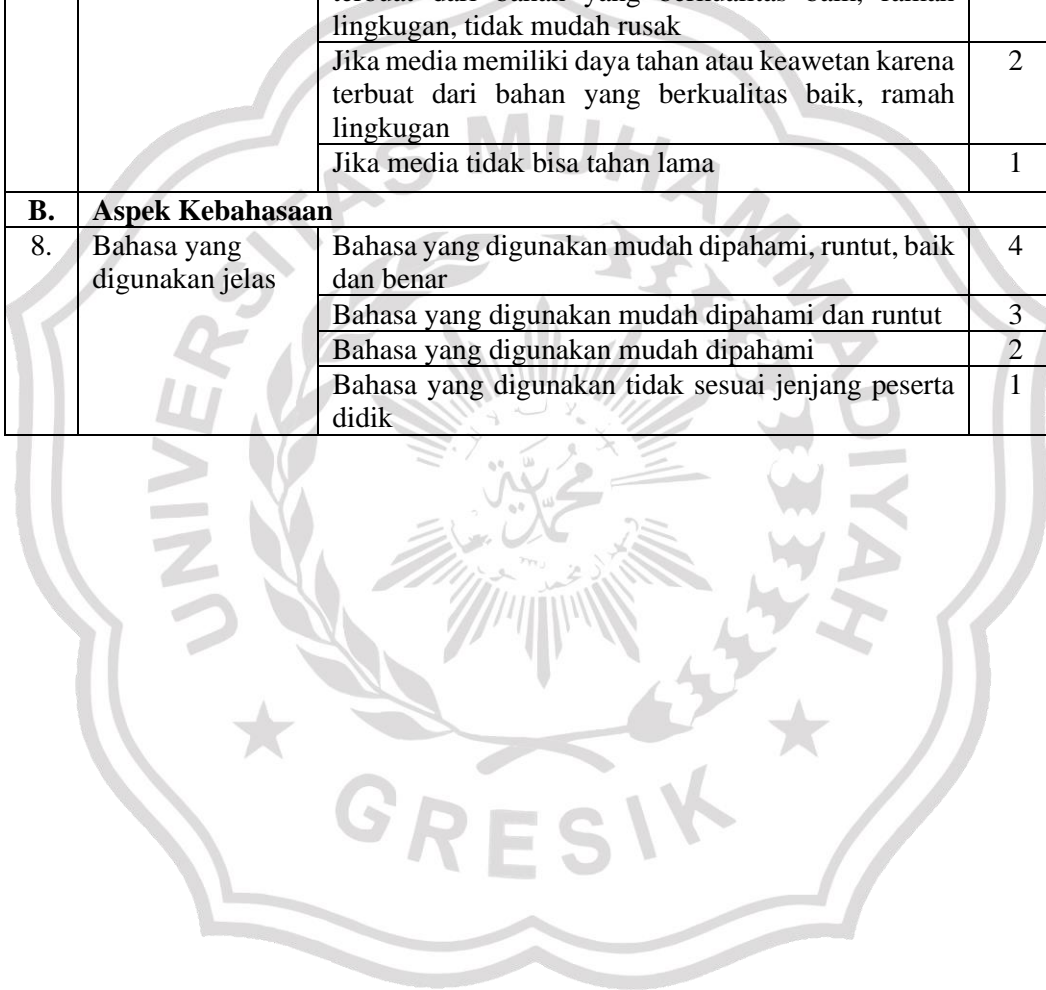 terbuat dari bahan yang berkualitas baik, ramah
lingkugan, tidak mudah rusak
Jika media memiliki daya tahan atau keawetan karena 2
terbuat dari bahan yang berkualitas baik, ramah
lingkugan
Jika media tidak bisa tahan lama 1
B. Aspek Kebahasaan
8. Bahasa yang Bahasa yang digunakan mudah dipahami, runtut, baik 4
digunakan jelas dan benar
Bahasa yang digunakan mudah dipahami dan runtut 3
Bahasa yang digunakan mudah dipahami 2
Bahasa yang digunakan tidak sesuai jenjang peserta 1
didik
UNIVERSITAS MUHAMMADIYAH
GRESIK